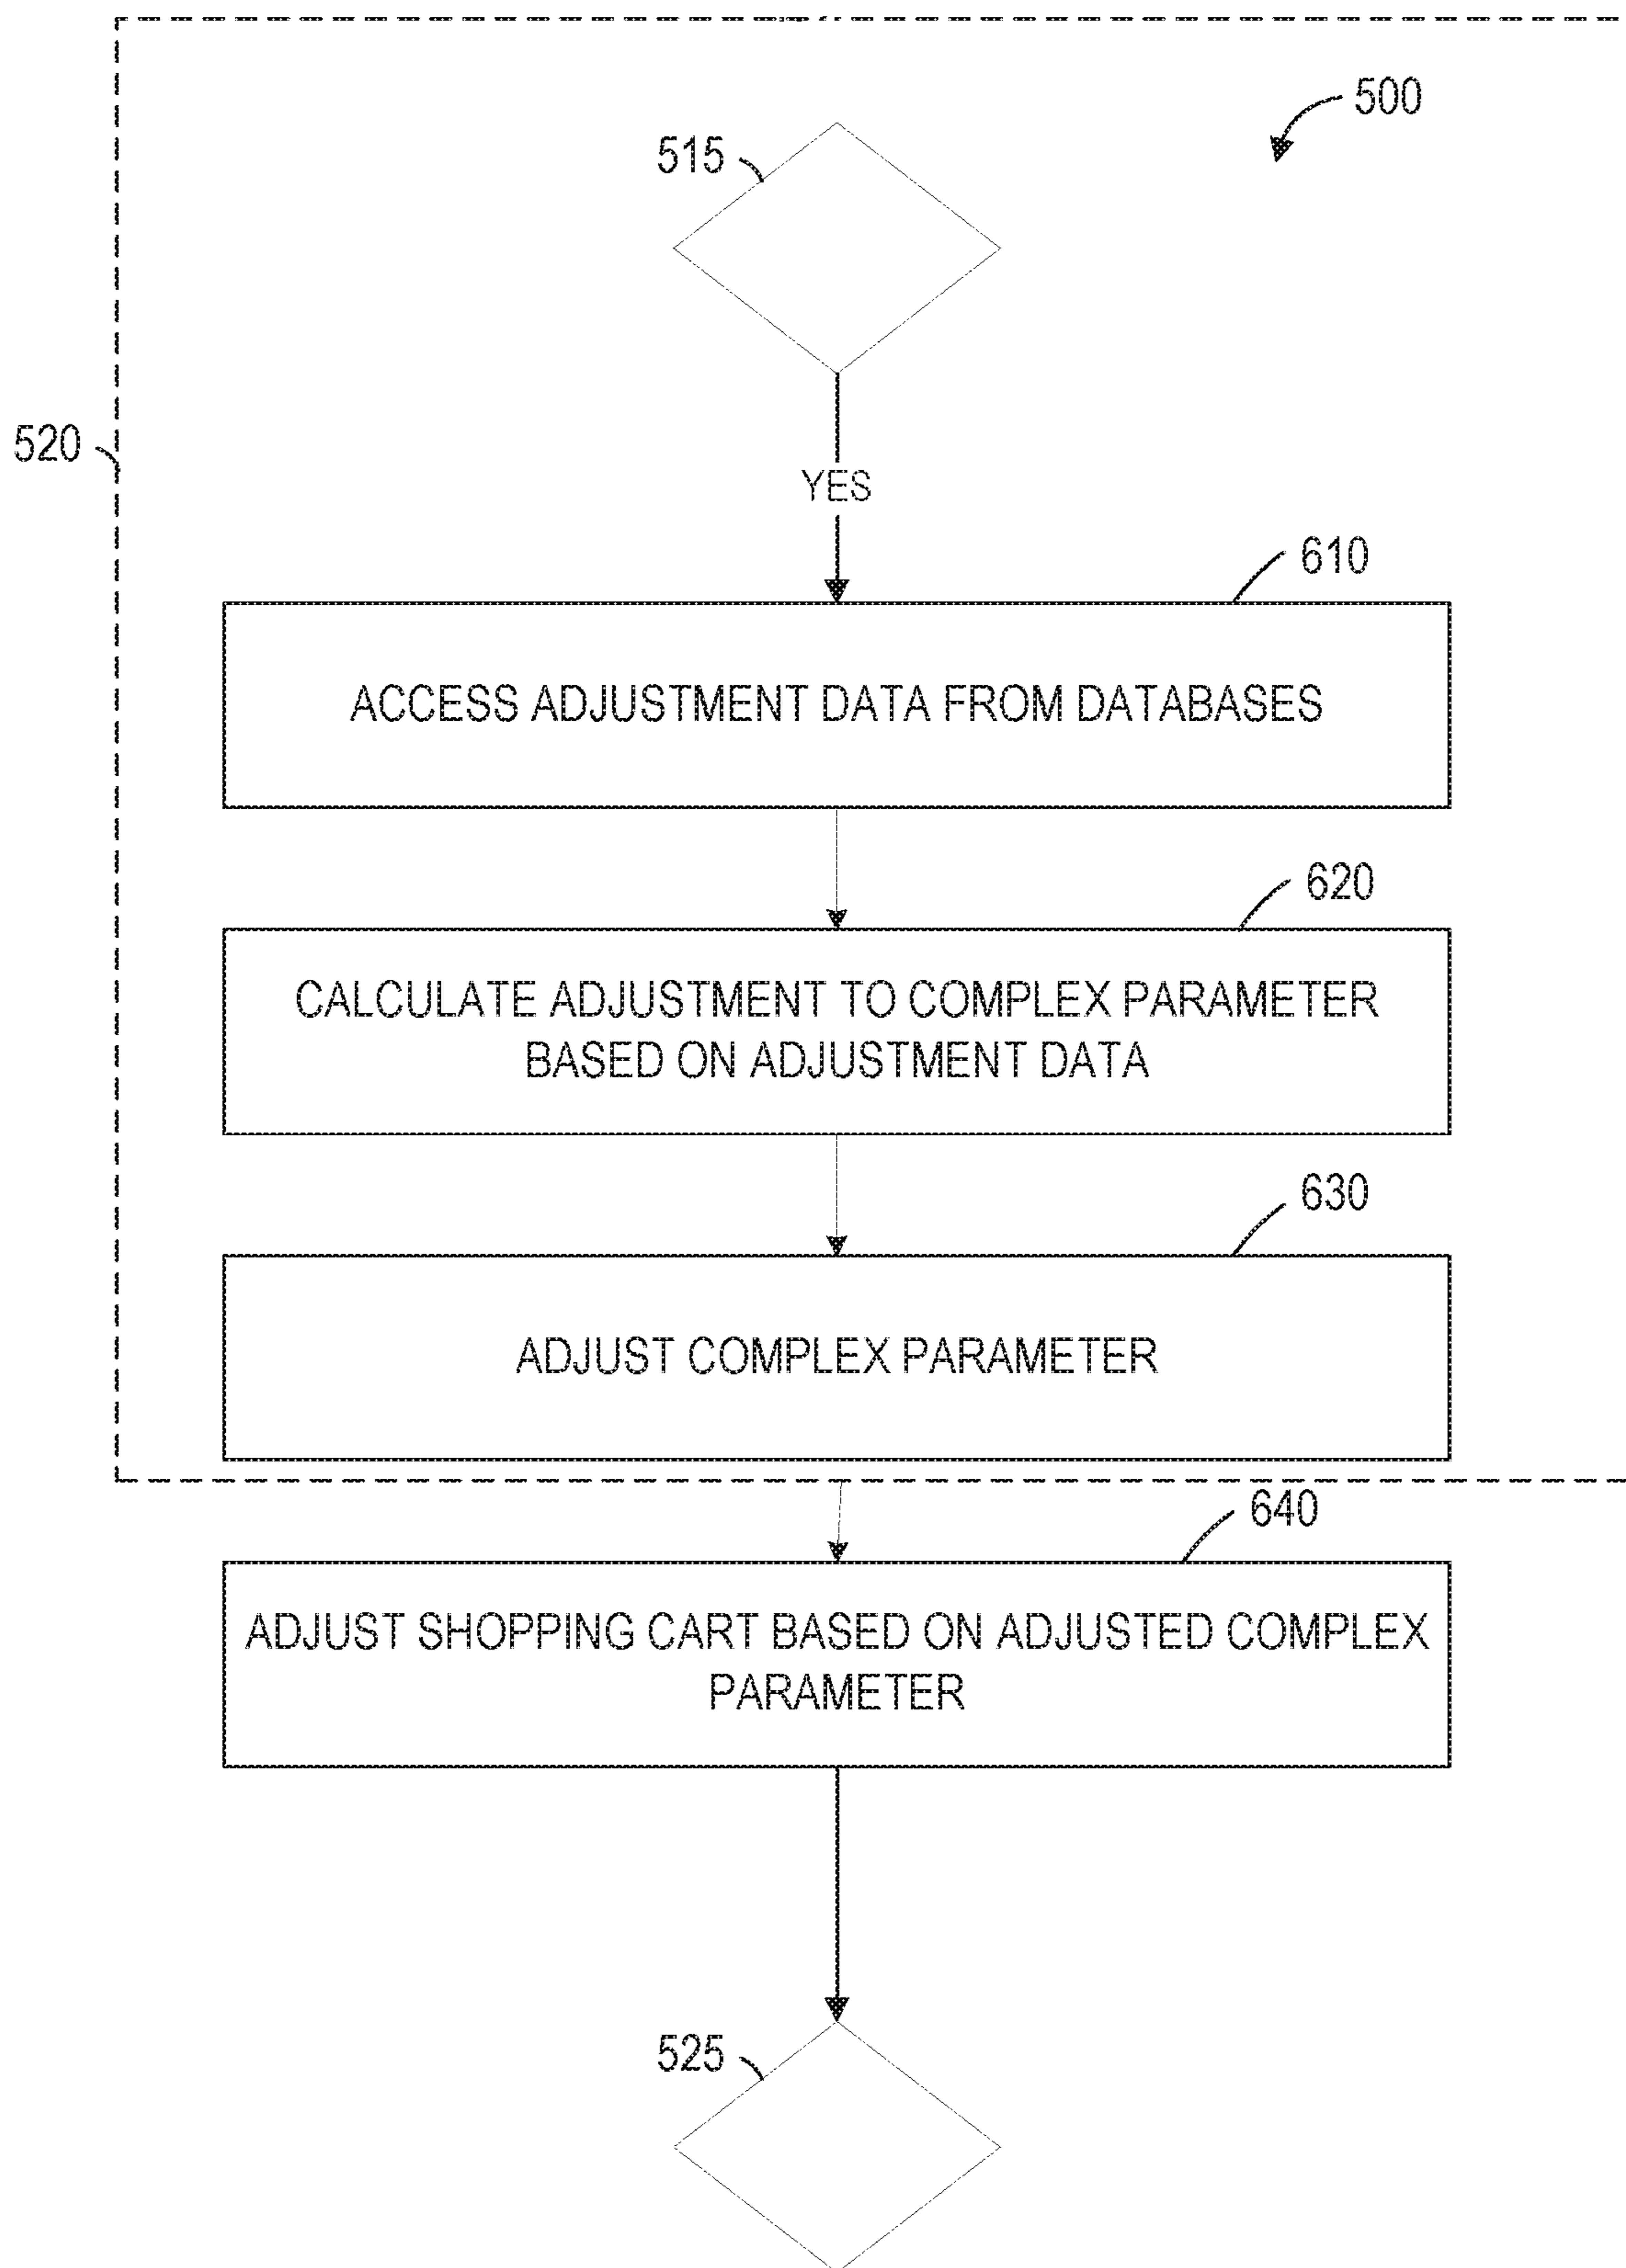 500
515
520
YES
610
ACCESS ADJUSTMENT DATA FROM DATABASES
620
CALCULATE ADJUSTMENT TO COMPLEX PARAMETER
BASED ON ADJUSTMENT DATA
630
ADJUST COMPLEX PARAMETER
640
ADJUST SHOPPING CART BASED ON ADJUSTED COMPLEX
PARAMETER
525